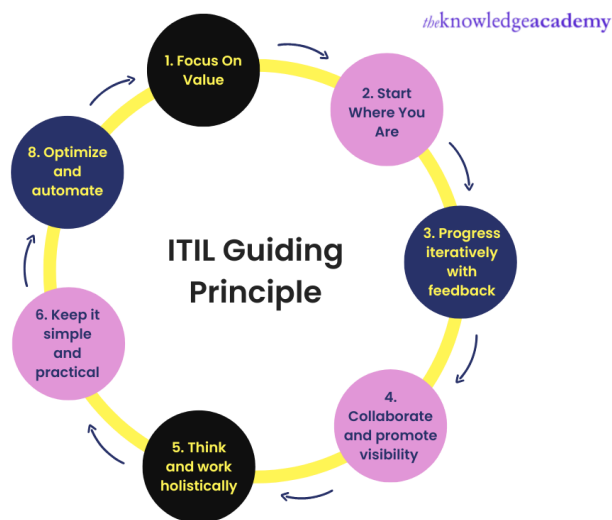 theknowledgeacademy
1. Focus On
Value
2. Start
Where You
Are
3. Progress
iteratively
with
feedback
4.
Collaborate
and promote
visibility
5. Think
and work
holistically
6. Keep it
simple
and
practical
8. Optimize
and
automate
ITIL Guiding
Principle